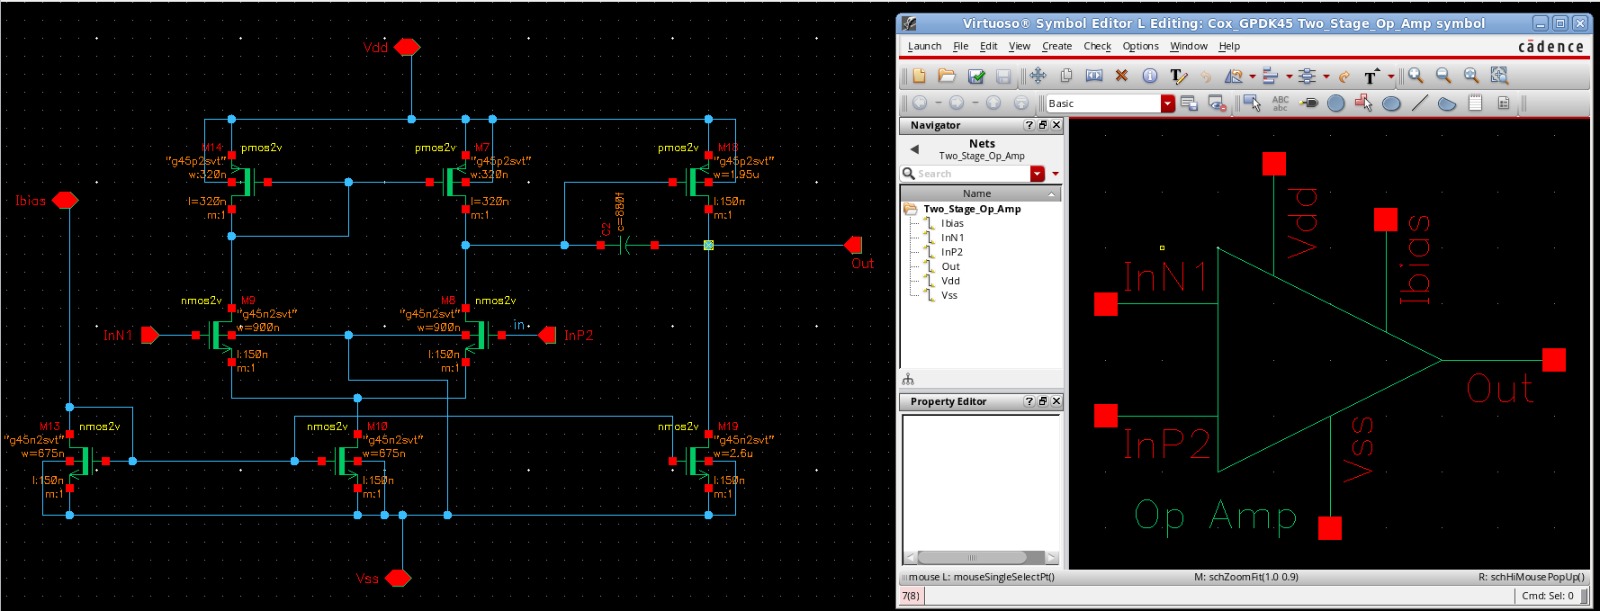 Vdd
M14
pmos2v
"g45p2svt"
w:320n
l=320n
m:1
pmos2v
M7
"g45p2svt"
w:320n
l=320n
m:1
pmos2v
"g45p2svt"
w=1.95u
l:150n
m:1
Ibias
C2
c=880f
Out
nmos2v
M9
"g45n2svt"
w=900n
l:150n
m:1
M8
nmos2v
"g45n2svt"
w=900n
l:150n
m:1
InN1
in
InP2
M13
nmos2v
"g45n2svt"
w=675n
l:150n
m:1
nmos2v
M10
"g45n2svt"
w=675n
l:150n
m:1
nmos2v
M19
"g45n2svt"
w=2.6u
l:150n
m:1
Vss
Virtuoso® Symbol Editor L Editing: Cox_GPDK45 Two_Stage_Op_Amp symbol
Launch File Edit View Create Check Options Window Help
cādence
Basic
ABC
abc
Navigator
Nets
Two_Stage_Op_Amp
Search
Name
Two_Stage_Op_Amp
Ibias
InN1
InP2
Out
Vdd
Vss
Property Editor
Vdd
Ibias
InN1
Out
InP2
Vss
Op Amp
mouse L: mouseSingleSelectPt()
M: schZoomFit(1.0 0.9)
R: schHiMousePopUp()
7(8)
Cmd: Sel: 0